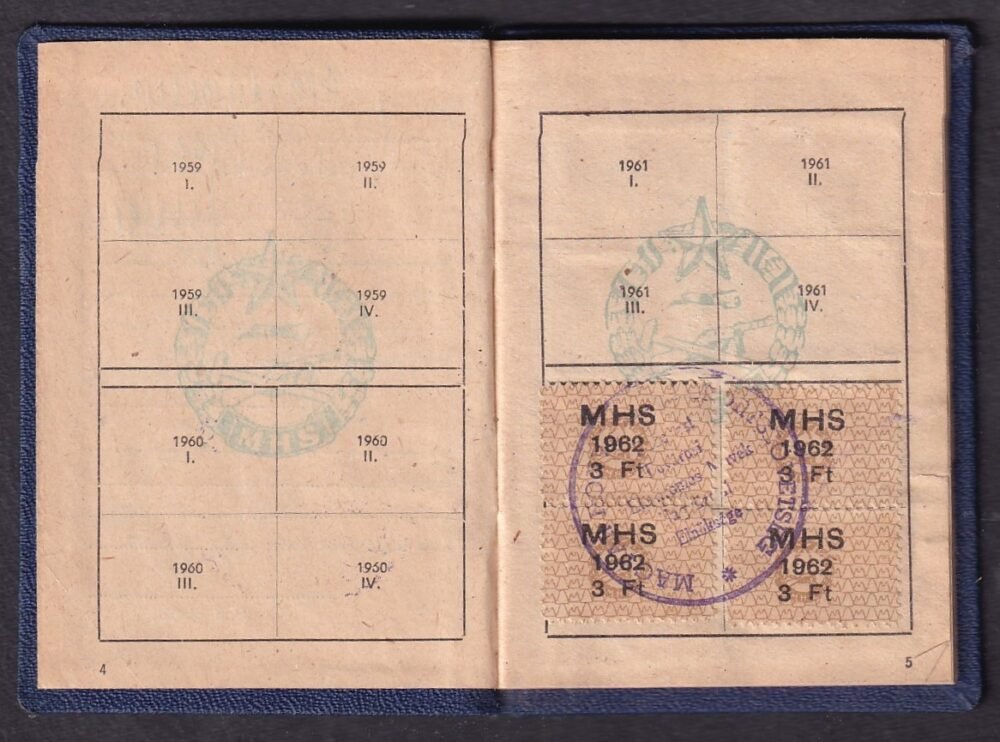 1959 1959
I. II.
1959 1959
III. IV.
MHS
1960 1960
I. II.
1960 1960
III. IV.
4
1961 1961
I. II.
1961 1961
III. IV.
MHS MHS
1962 1962
3 Ft 3 Ft
MHS MHS
1962 1962
3 Ft 3 Ft
Elnöksége
5